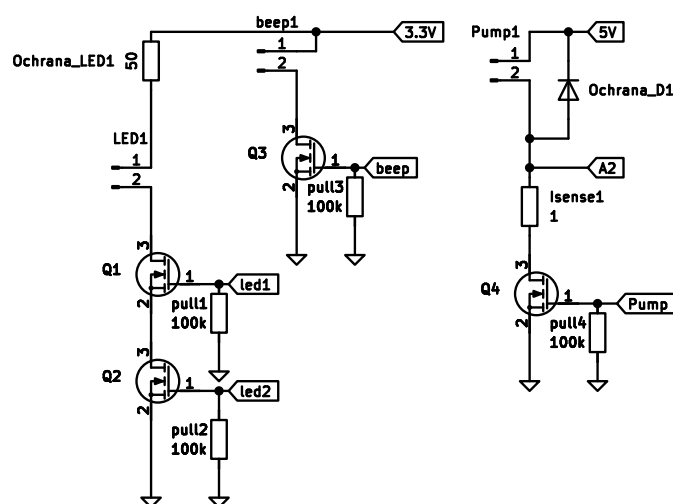 beep1
3.3V
Pump1
5V
Ochrana_LED1
50
1
2
1
2
Ochrana_D1
LED1
1
2
Q3
3
1
2
beep
pull3
100k
A2
Isense1
1
Q1
3
1
2
led1
pull1
100k
Q4
3
1
2
Pump
pull4
100k
Q2
3
1
2
led2
pull2
100k